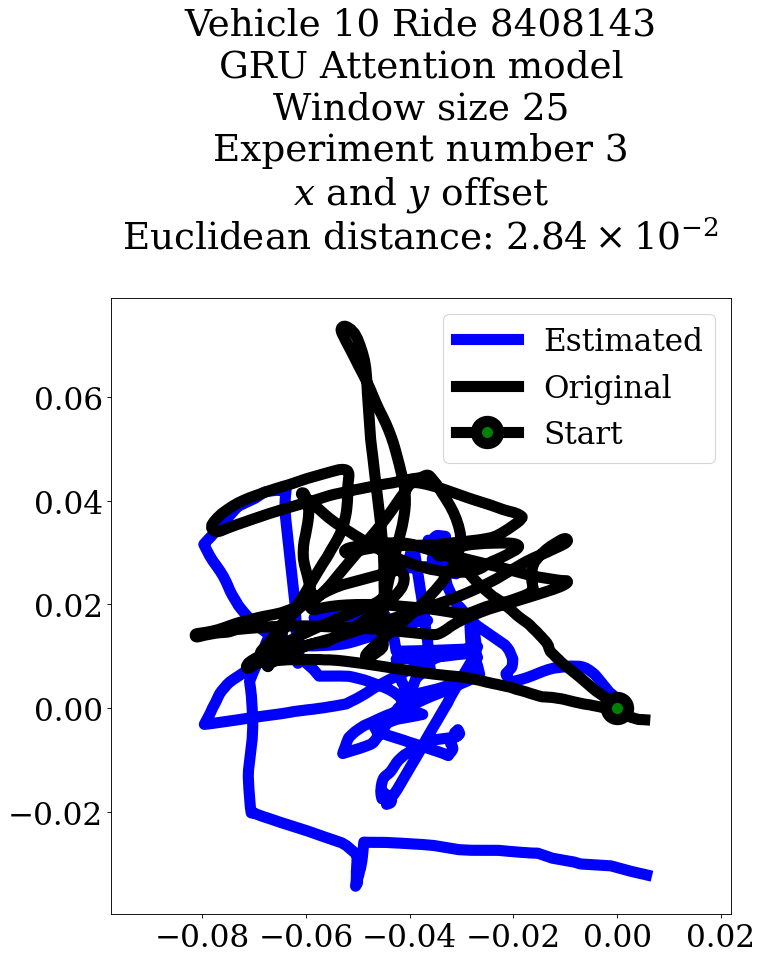 Vehicle 10 Ride 8408143
GRU Attention model
Window size 25
Experiment number 3
x and y offset
Euclidean distance: 2.84 × 10⁻²
Estimated
Original
Start
0.06
0.04
0.02
0.00
−0.02
−0.08 −0.06 −0.04 −0.02 0.00 0.02